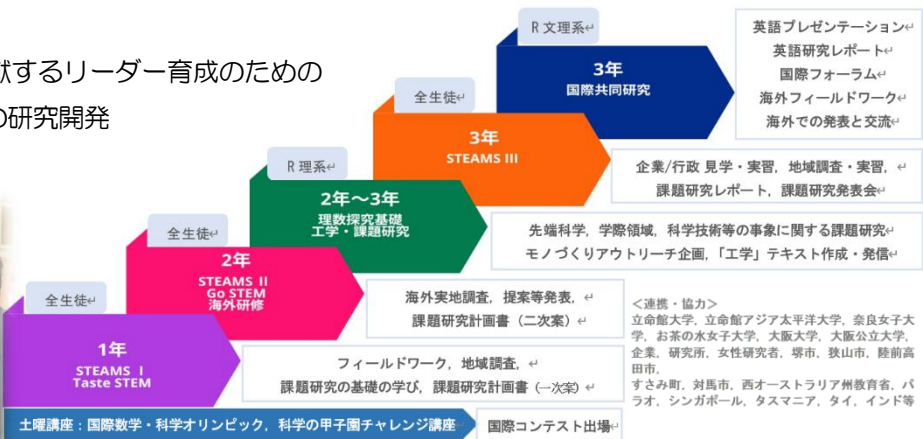 献するリーダー育成のための
の研究開発
R 文理系
3年
国際共同研究
英語プレゼンテーション
英語研究レポート
国際フォーラム
海外フィールドワーク
海外での発表と交流
全生徒
3年
STEAMS III
企業/行政 見学・実習，地域調査・実習，
課題研究レポート，課題研究発表会
R 理系
2年～3年
理数探究基礎
工学・課題研究
先端科学，学際領域，科学技術等の事象に関する課題研究
モノづくりアウトリーチ企画，「工学」テキスト作成・発信
全生徒
2年
STEAMS II
Go STEM
海外研修
海外実地調査，提案等発表，
課題研究計画書（二次案）
全生徒
1年
STEAMS I
Taste STEM
フィールドワーク，地域調査，
課題研究の基礎の学び，課題研究計画書（一次案）
土曜講座：国際数学・科学オリンピック，科学の甲子園チャレンジ講座
国際コンテスト出場
＜連携・協力＞
立命館大学，立命館アジア太平洋大学，奈良女子大
学，お茶の水女子大学，大阪大学，大阪公立大学，
企業，研究所，女性研究者，堺市，狭山市，陸前高
田市，
すさみ町，対馬市，西オーストラリア州教育省，パ
ラオ，シンガポール，タスマニア，タイ，インド等